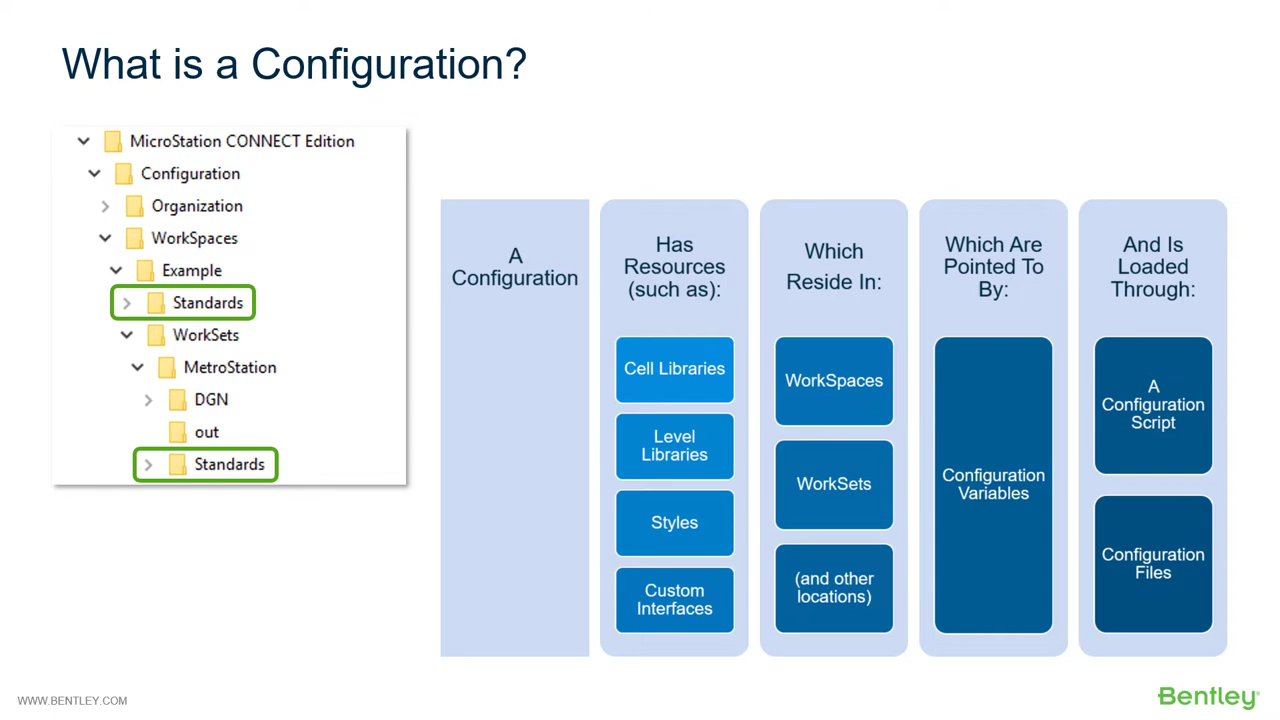 What is a Configuration?
MicroStation CONNECT Edition
Configuration
Organization
WorkSpaces
Example
Standards
WorkSets
MetroStation
DGN
out
Standards
A
Configuration
Has
Resources
(such as):
Cell Libraries
Level
Libraries
Styles
Custom
Interfaces
Which
Reside In:
WorkSpaces
WorkSets
(and other
locations)
Which Are
Pointed To
By:
Configuration
Variables
And Is
Loaded
Through:
A
Configuration
Script
Configuration
Files
WWW.BENTLEY.COM
Bentley